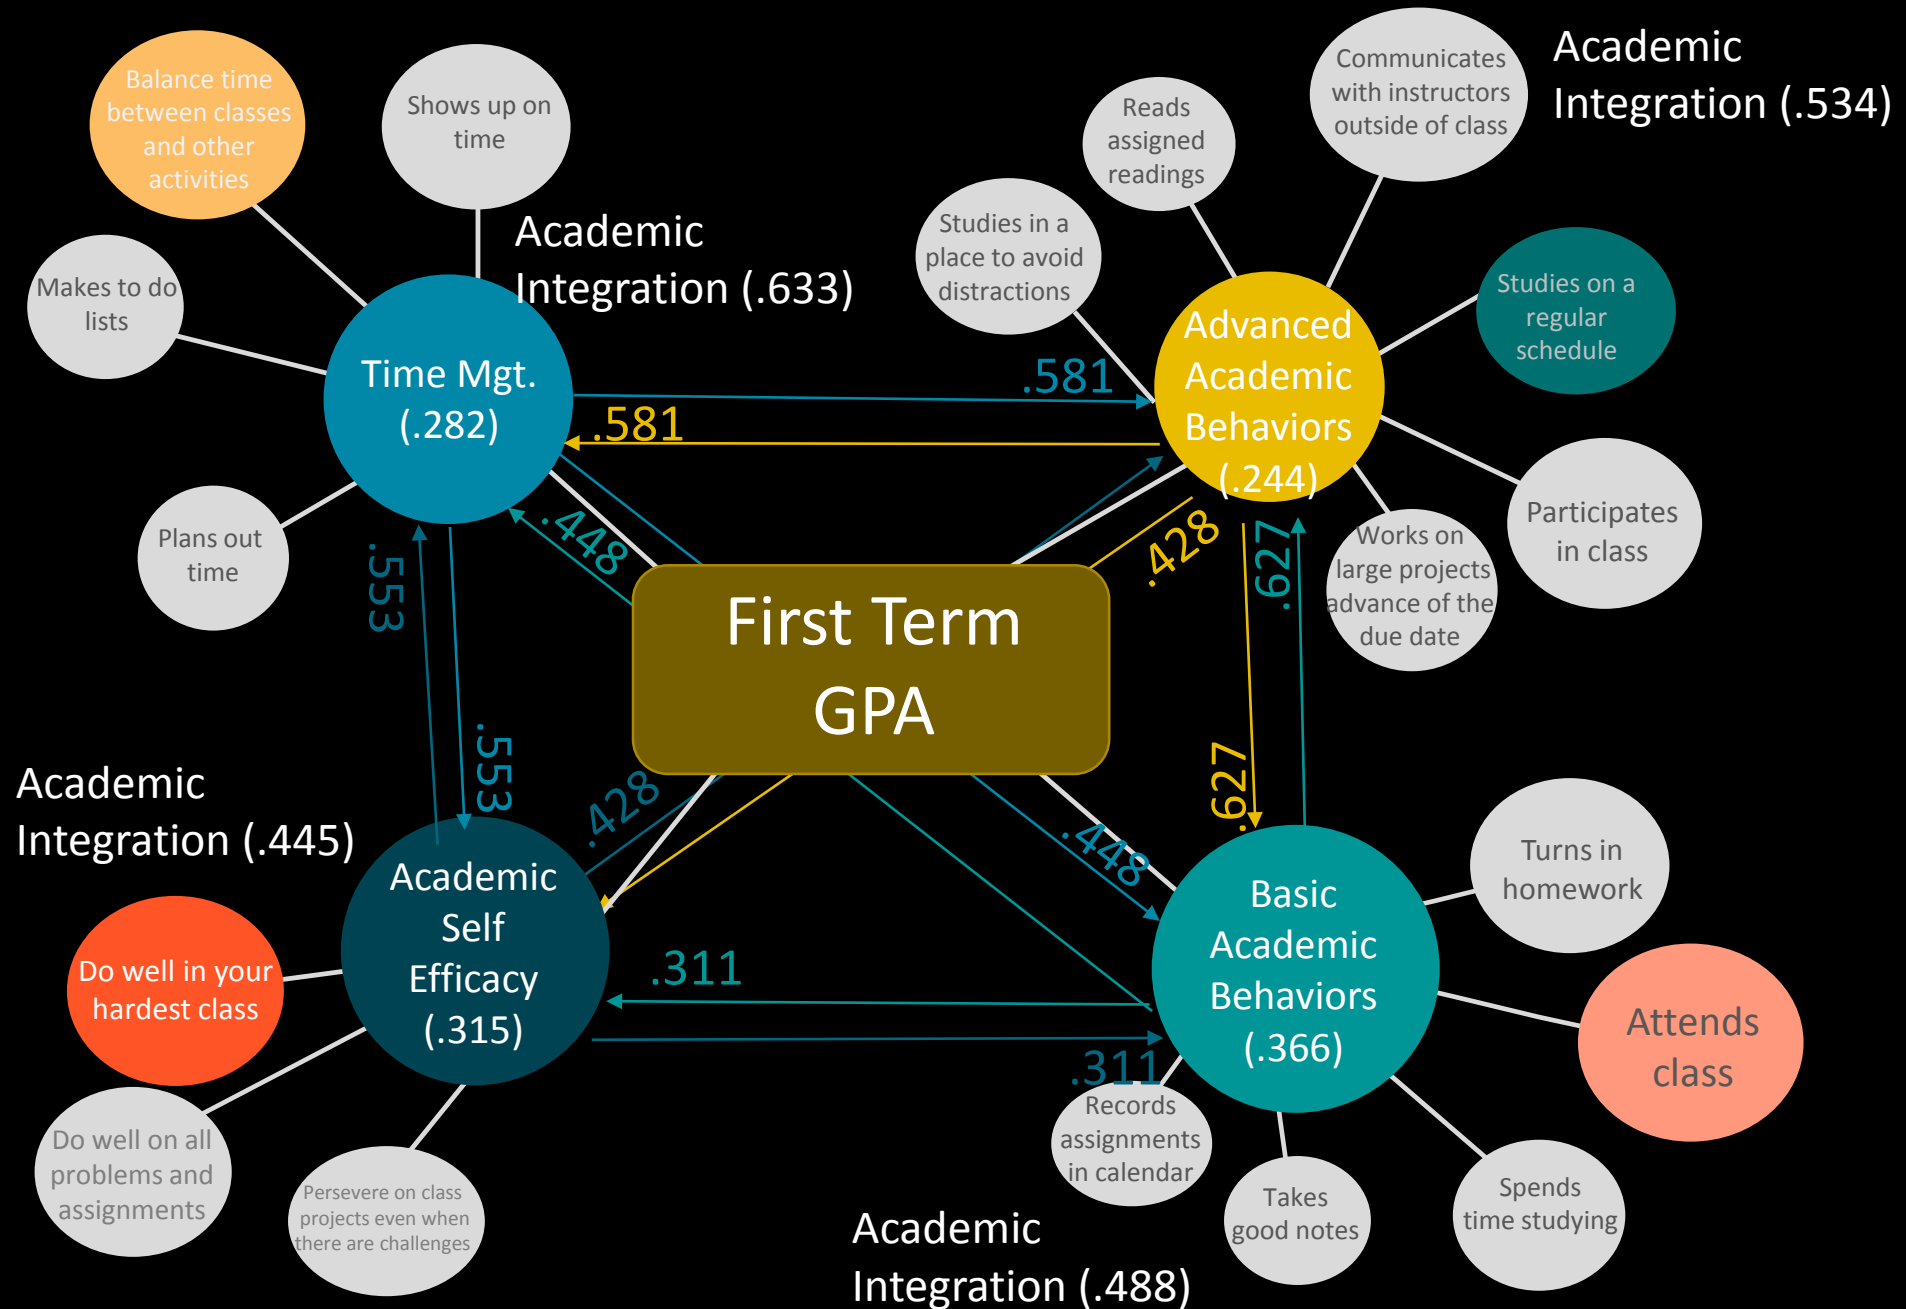 Balance time
between classes
and other
activities
Shows up on
time
Makes to do
lists
Academic
Integration (.633)
Time Mgt.
(.282)
Plans out
time
Communicates
with instructors
outside of class
Academic
Integration (.534)
Reads
assigned
readings
Studies in a
place to avoid
distractions
Studies on a
regular
schedule
Advanced
Academic
Behaviors
(.244)
Participates
in class
Works on
large projects
advance of the
due date
.581
.581
.448
.428
.553
.627
First Term
GPA
.553
.627
.428
.448
Academic
Integration (.445)
Academic
Self
Efficacy
(.315)
Do well in your
hardest class
Do well on all
problems and
assignments
Persevere on class
projects even when
there are challenges
.311
.311
Basic
Academic
Behaviors
(.366)
Turns in
homework
Attends
class
Records
assignments
in calendar
Takes
good notes
Spends
time studying
Academic
Integration (.488)